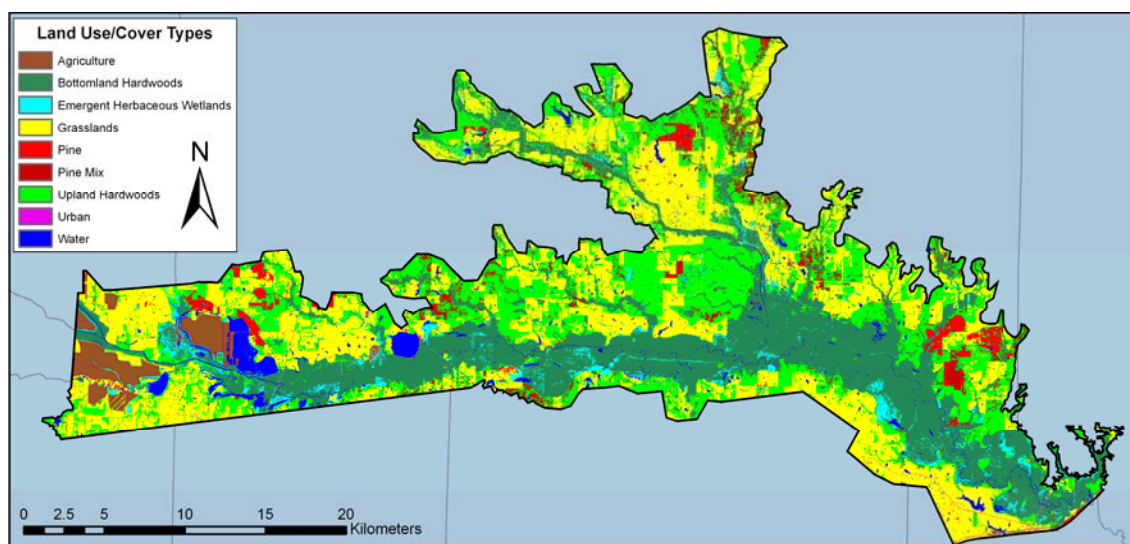 Land Use/Cover Types
Agriculture
Bottomland Hardwoods
Emergent Herbaceous Wetlands
Grasslands
Pine
Pine Mix
Upland Hardwoods
Urban
Water
N
0 2.5 5 10 15 20
Kilometers